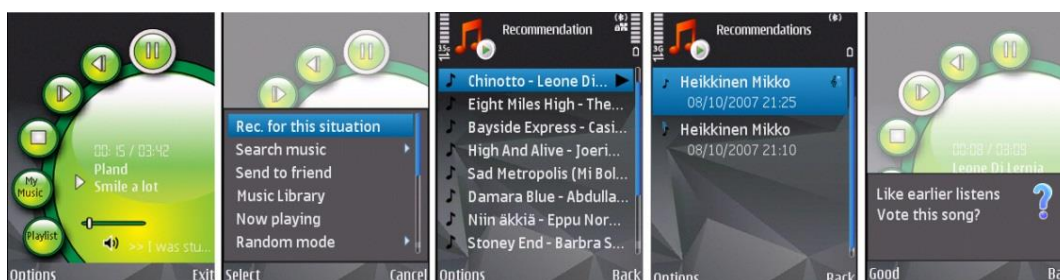 00:15 / 03:42
Pland
Smile a lot
My
Music
Playlist
>> I was stu...
Options Exit
Rec. for this situation
Search music
Send to friend
Music Library
Now playing
Random mode
Select Cancel
3.5G
Recommendation
Chinotto - Leone Di...
Eight Miles High - The...
Bayside Express - Casi...
High And Alive - Joeri...
Sad Metropolis (Mi Bol...
Damara Blue - Abdulla...
Niin äkkiä - Eppu Nor...
Stoney End - Barbra S...
Options Back
3G
Recommendations
Heikkinen Mikko
08/10/2007 21:25
Heikkinen Mikko
08/10/2007 21:10
Options Back
00:08 / 03:09
Leone Di Lernia
Like earlier listens
Vote this song?
Good